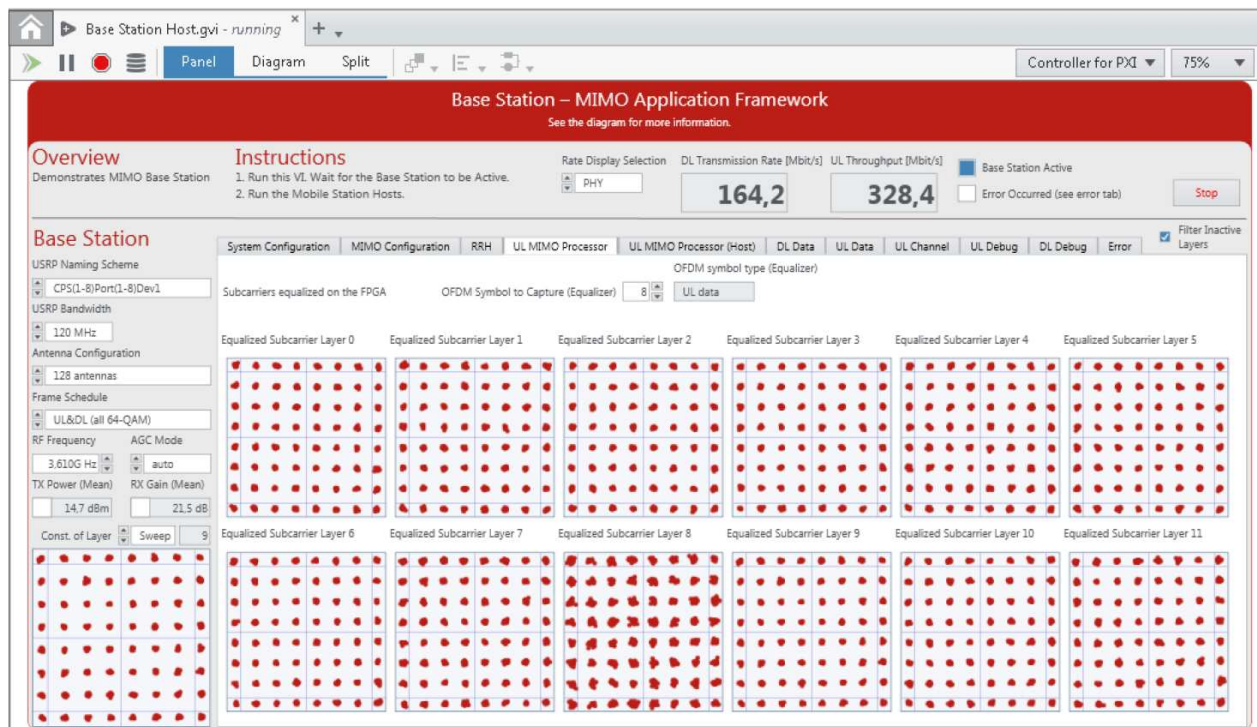 Base Station Host.gvi - running × +
Panel Diagram Split Controller for PXI 75%
Base Station – MIMO Application Framework
See the diagram for more information.
Overview
Demonstrates MIMO Base Station
Instructions
1. Run this VI. Wait for the Base Station to be Active.
2. Run the Mobile Station Hosts.
Rate Display Selection
PHY
DL Transmission Rate [Mbit/s]
164,2
UL Throughput [Mbit/s]
328,4
Base Station Active
Error Occurred (see error tab)
Stop
Base Station
USRP Naming Scheme
CPS(1-8)Port(1-8)Dev1
USRP Bandwidth
120 MHz
Antenna Configuration
128 antennas
Frame Schedule
UL&DL (all 64-QAM)
RF Frequency AGC Mode
3,610G Hz auto
TX Power (Mean) RX Gain (Mean)
14,7 dBm 21,5 dB
Const. of Layer Sweep 9
System Configuration MIMO Configuration RRH UL MIMO Processor UL MIMO Processor (Host) DL Data UL Data UL Channel UL Debug DL Debug Error
Filter Inactive
Layers
OFDM symbol type (Equalizer)
Subcarriers equalized on the FPGA OFDM Symbol to Capture (Equalizer) 8 UL data
Equalized Subcarrier Layer 0 Equalized Subcarrier Layer 1 Equalized Subcarrier Layer 2 Equalized Subcarrier Layer 3 Equalized Subcarrier Layer 4 Equalized Subcarrier Layer 5
Equalized Subcarrier Layer 6 Equalized Subcarrier Layer 7 Equalized Subcarrier Layer 8 Equalized Subcarrier Layer 9 Equalized Subcarrier Layer 10 Equalized Subcarrier Layer 11